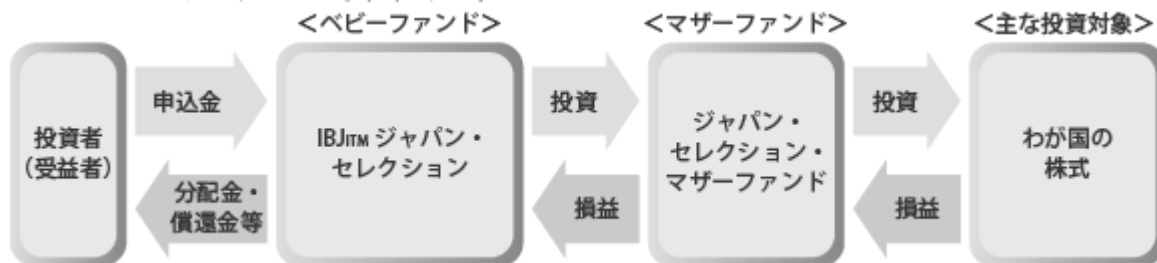 <ベビーファンド>
<マザーファンド>
<主な投資対象>
投資者
(受益者)
申込金
分配金・
償還金等
IBJITM ジャパン・
セレクション
投資
損益
ジャパン・
セレクション・
マザーファンド
投資
損益
わが国の
株式